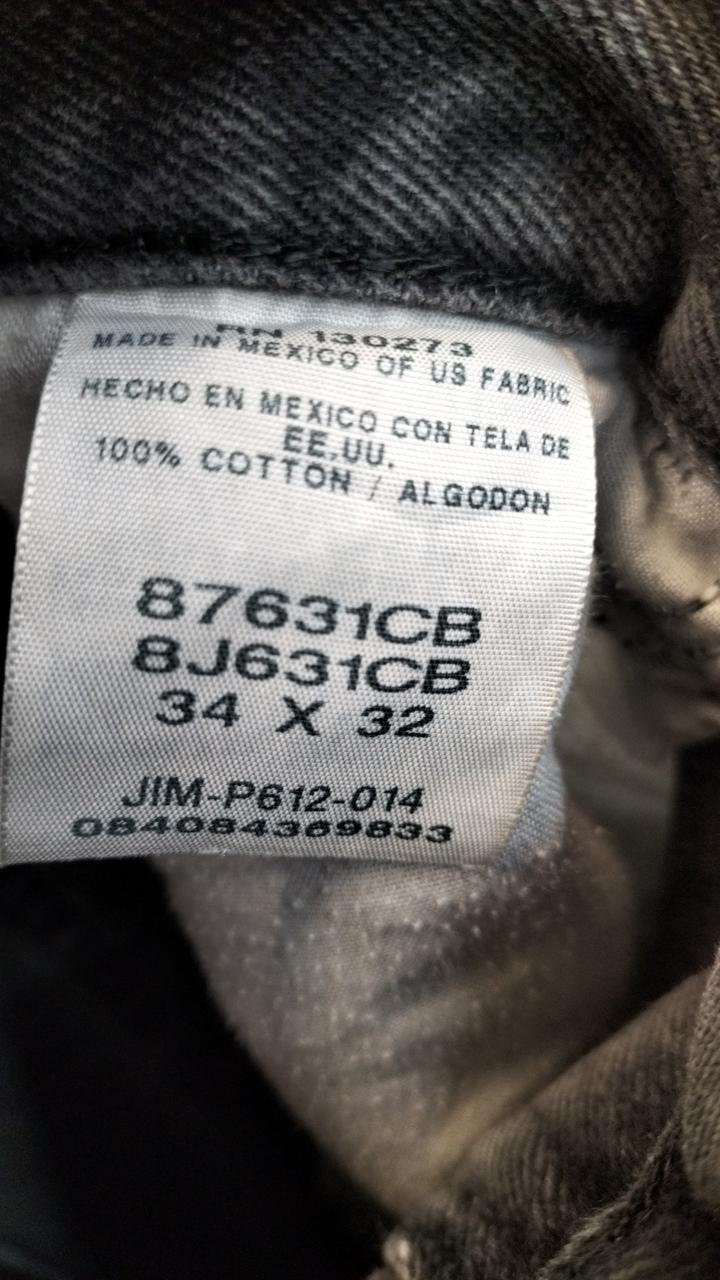 RN 130273
MADE IN MEXICO OF US FABRIC
HECHO EN MEXICO CON TELA DE
EE.UU.
100% COTTON / ALGODON
87631CB
8J631CB
34 X 32
JIM-P612-014
084084369833